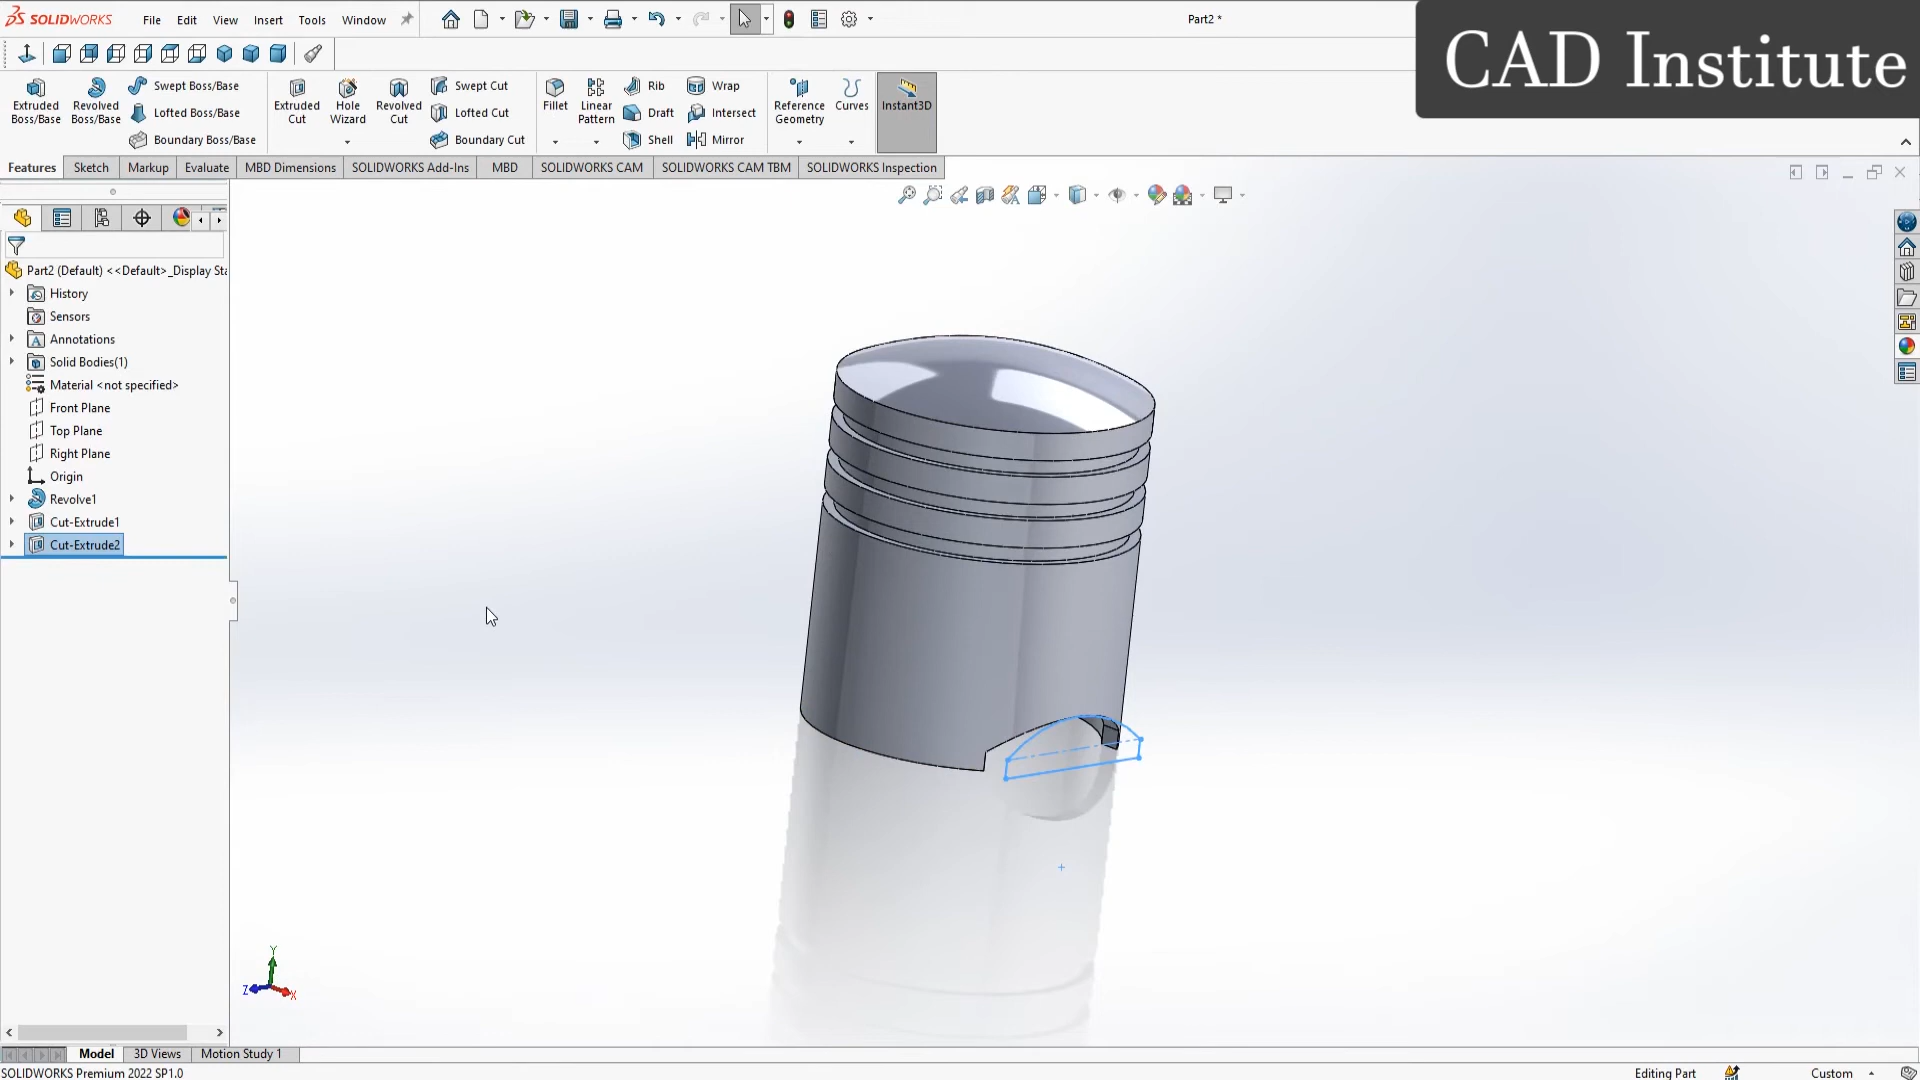 SOLIDWORKS File Edit View Insert Tools Window Part2 *
CAD Institute
Extruded Boss/Base
Revolved Boss/Base
Swept Boss/Base
Lofted Boss/Base
Boundary Boss/Base
Extruded Cut
Hole Wizard
Revolved Cut
Swept Cut
Lofted Cut
Boundary Cut
Fillet
Linear Pattern
Rib
Draft
Shell
Wrap
Intersect
Mirror
Reference Geometry
Curves
Instant3D
Features Sketch Markup Evaluate MBD Dimensions SOLIDWORKS Add-Ins MBD SOLIDWORKS CAM SOLIDWORKS CAM TBM SOLIDWORKS Inspection
Part2 (Default) <<Default>_Display Sta
History
Sensors
A Annotations
Solid Bodies(1)
Material <not specified>
Front Plane
Top Plane
Right Plane
Origin
Revolve1
Cut-Extrude1
Cut-Extrude2
Y
Z
X
Model 3D Views Motion Study 1
SOLIDWORKS Premium 2022 SP1.0 Editing Part Custom